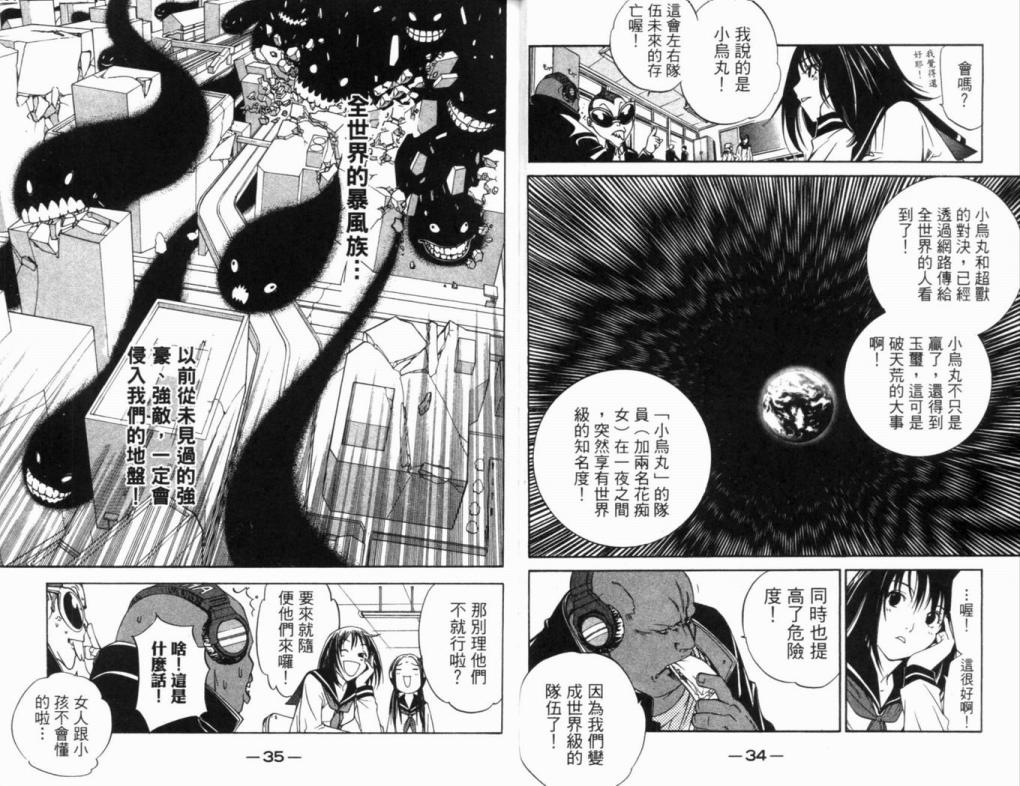 會嗎？
我覺得還
好耶！
我說的是
小烏丸！
這會左右隊
伍未來的存
亡喔！
小烏丸和超獸
的對決，已經
透過網路傳給
全世界的人看
到了！
小烏丸不只是
贏了，還得到
玉璽，這可是
破天荒的大事
啊！
「小烏丸」的隊
員（加兩名花痴
女）在一夜之間
，突然享有世界
級的知名度！
…喔！
這很好啊！
同時也提
高了危險
度！
因為我們變
成世界級的
隊伍了！
—34—
全世界的暴風族…
以前從未見過的強
豪、強敵，一定會
侵入我們的地盤！
那別理他們
不就行啦？
要來就隨
便他們來囉！
啥！這是
什麼話！
女人跟小
孩不會懂
的啦…
—35—